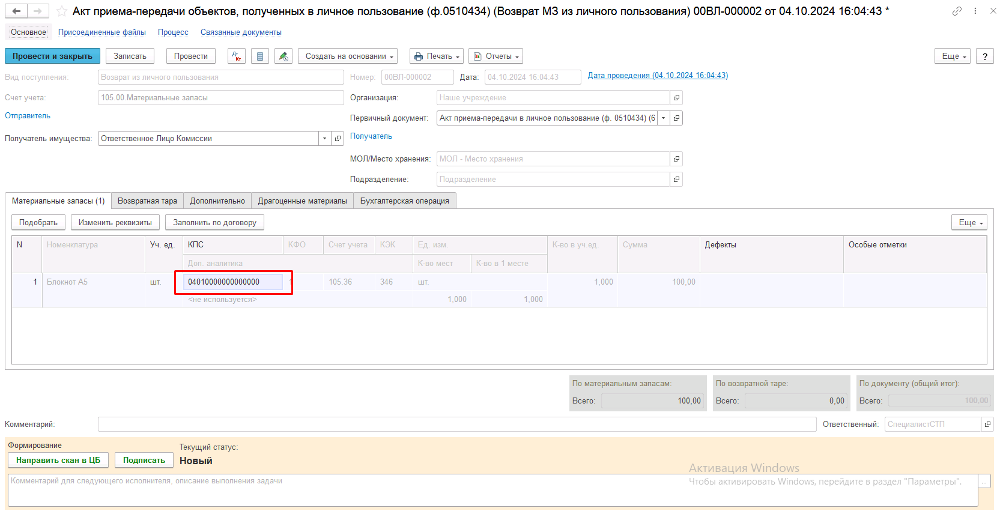 Акт приема-передачи объектов, полученных в личное пользование (ф.0510434) (Возврат МЗ из личного пользования) 00ВЛ-000002 от 04.10.2024 16:04:43 *
Основное Присоединенные файлы Процесс Связанные документы
Провести и закрыть Записать Провести Дт Кт Создать на основании Печать Отчеты Еще ?
Вид поступления: Возврат из личного пользования Номер: 00ВЛ-000002 Дата: 04.10.2024 16:04:43 Дата проведения (04.10.2024 16:04:43)
Счет учета: 105.00.Материальные запасы Организация: Наше учреждение
Отправитель Первичный документ: Акт приема-передачи в личное пользование (ф. 0510434) (6
Получатель имущества: Ответственное Лицо Комиссии Получатель
МОЛ/Место хранения: МОЛ - Место хранения
Подразделение: Подразделение
Материальные запасы (1) Возвратная тара Дополнительно Драгоценные материалы Бухгалтерская операция
Подобрать Изменить реквизиты Заполнить по договору Еще
N Номенклатура Уч. ед. КПС КФО Счет учета КЭК Ед. изм. К-во в уч.ед. Сумма Дефекты Особые отметки
Доп. аналитика К-во мест К-во в 1 месте
1 Блокнот А5 шт. 04010000000000000 1 105.36 346 шт. 1,000 100,00
<не используется> 1,000 1,000
По материальным запасам: По возвратной таре: По документу (общий итог):
Всего: 100,00 Всего: 0,00 Всего: 100,00
Комментарий: Ответственный: СпециалистСТП
Формирование Текущий статус:
Направить скан в ЦБ Подписать Новый
Активация Windows
Комментарий для следующего исполнителя, описание выполнения задачи Чтобы активировать Windows, перейдите в раздел "Параметры". ...